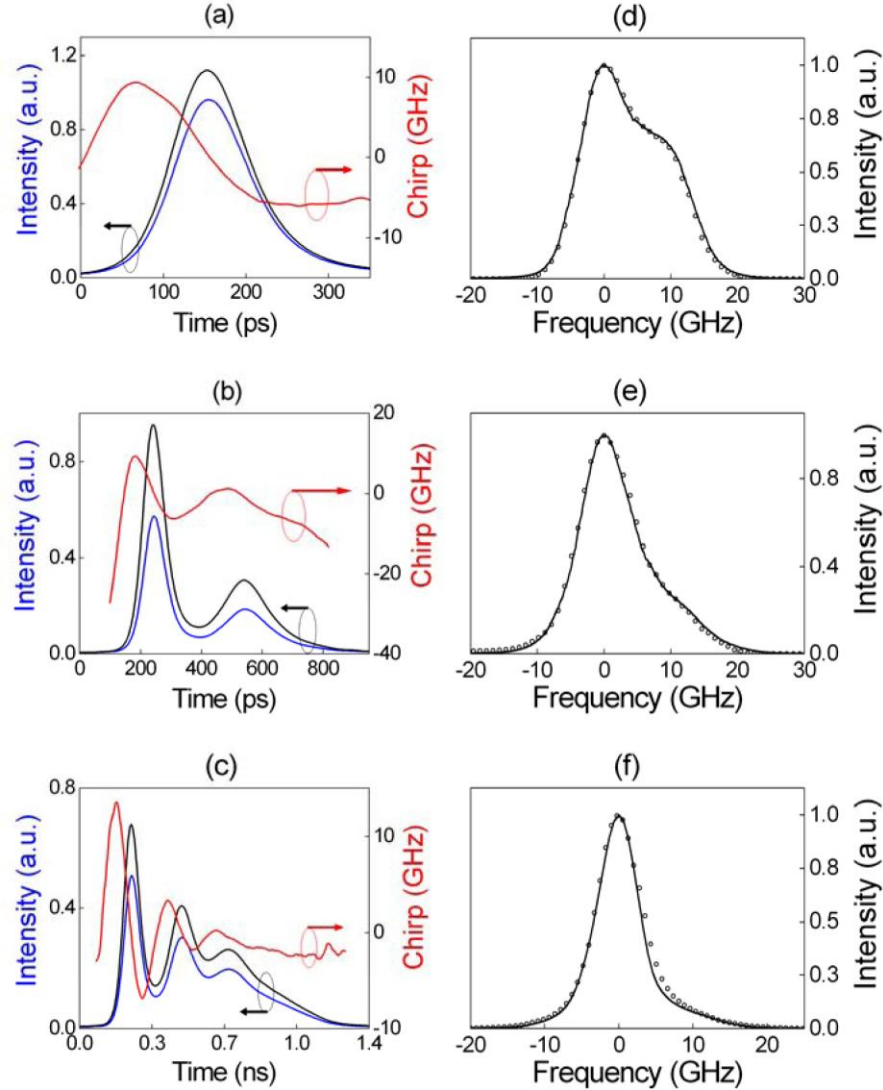 (a)
1.2
0.8
0.4
0.0
Intensity (a.u.)
10
0
-10
Chirp (GHz)
0 100 200 300
Time (ps)
(d)
1.0
0.8
0.5
0.3
0.0
Intensity (a.u.)
-20 -10 0 10 20 30
Frequency (GHz)
(b)
0.8
0.4
0.0
Intensity (a.u.)
20
0
-20
-40
Chirp (GHz)
0 200 400 600 800
Time (ps)
(e)
0.8
0.4
0.0
Intensity (a.u.)
-20 -10 0 10 20 30
Frequency (GHz)
(c)
0.8
0.4
0.0
Intensity (a.u.)
10
0
-10
Chirp (GHz)
0.0 0.3 0.7 1.0 1.4
Time (ns)
(f)
1.0
0.8
0.5
0.3
0.0
Intensity (a.u.)
-20 -10 0 10 20
Frequency (GHz)